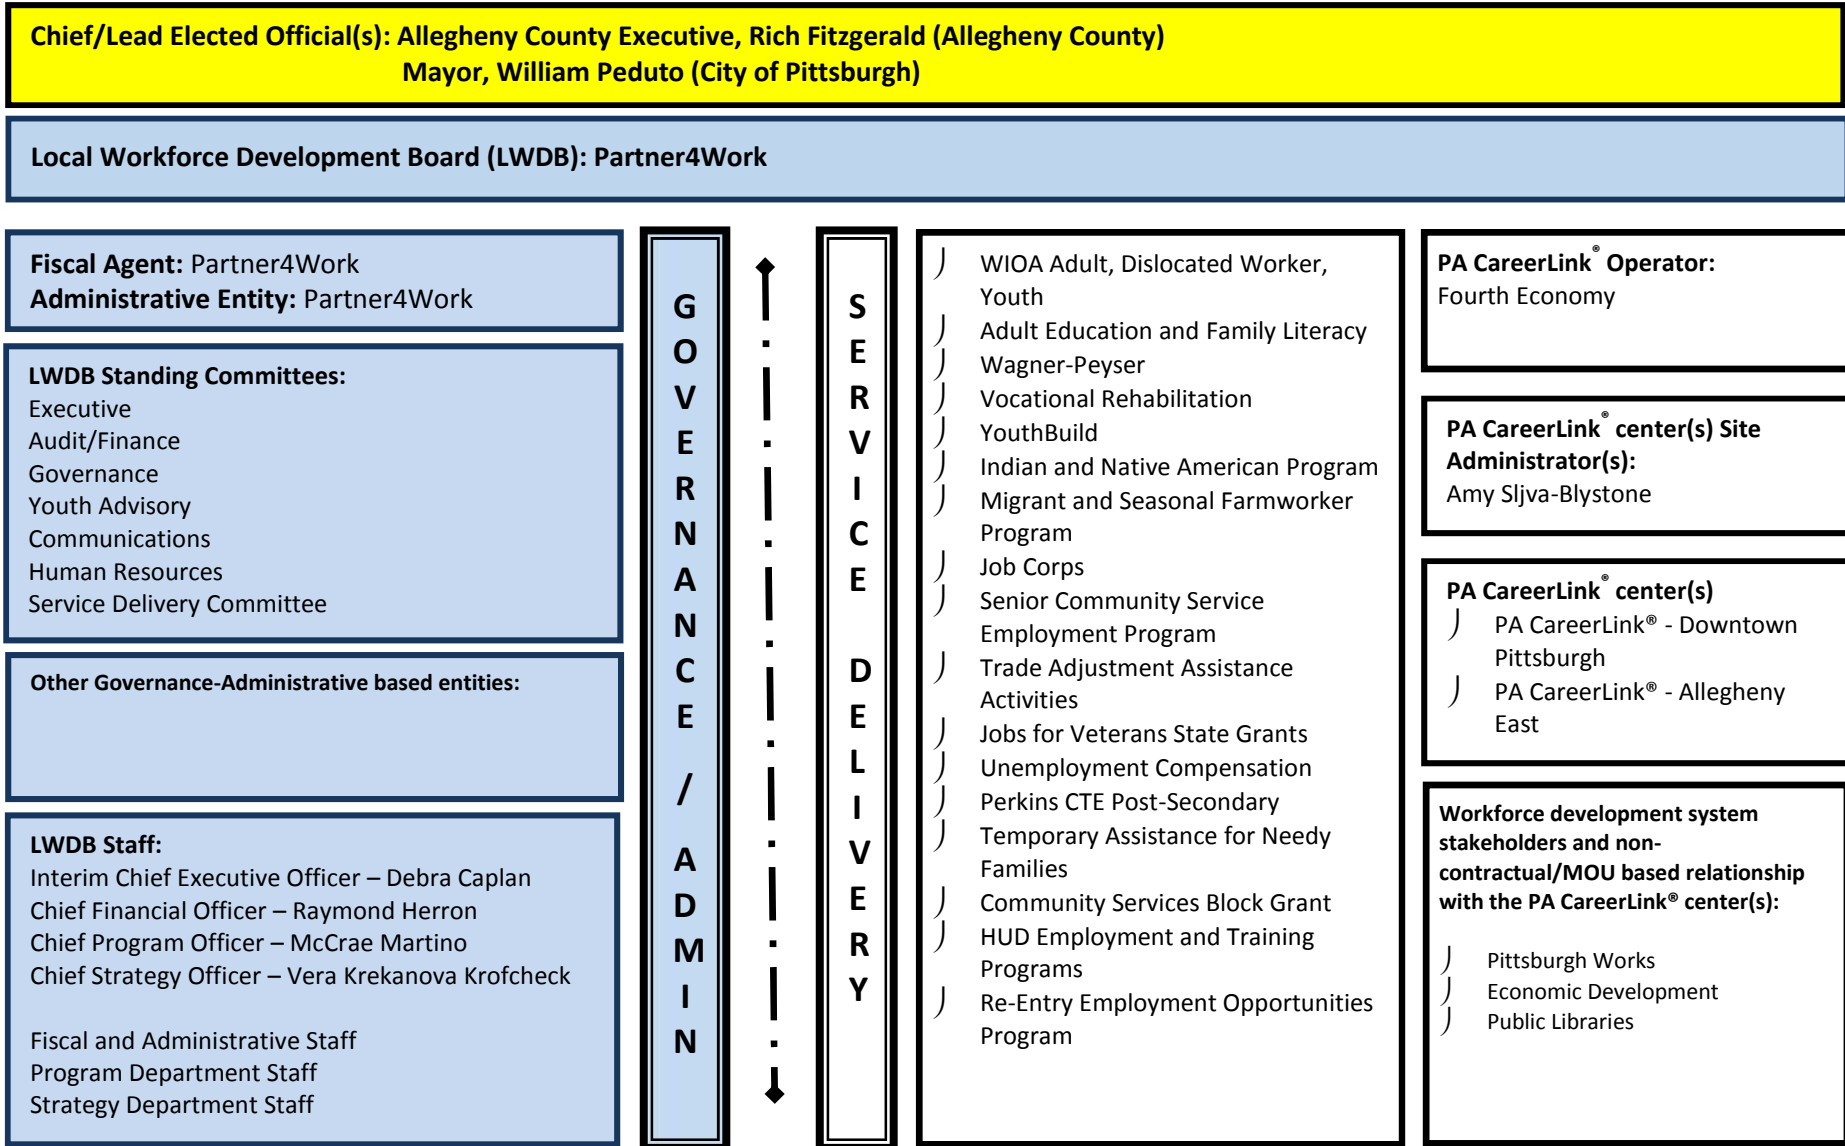 Chief/Lead Elected Official(s): Allegheny County Executive, Rich Fitzgerald (Allegheny County)
Mayor, William Peduto (City of Pittsburgh)
Local Workforce Development Board (LWDB): Partner4Work
Fiscal Agent: Partner4Work
Administrative Entity: Partner4Work
LWDB Standing Committees:
Executive
Audit/Finance
Governance
Youth Advisory
Communications
Human Resources
Service Delivery Committee
Other Governance-Administrative based entities:
LWDB Staff:
Interim Chief Executive Officer – Debra Caplan
Chief Financial Officer – Raymond Herron
Chief Program Officer – McCrae Martino
Chief Strategy Officer – Vera Krekanova Krofcheck
Fiscal and Administrative Staff
Program Department Staff
Strategy Department Staff
GOVERNANCE / ADMIN
SERVICE DELIVERY
WIOA Adult, Dislocated Worker,
Youth
Adult Education and Family Literacy
Wagner-Peyser
Vocational Rehabilitation
YouthBuild
Indian and Native American Program
Migrant and Seasonal Farmworker
Program
Job Corps
Senior Community Service
Employment Program
Trade Adjustment Assistance
Activities
Jobs for Veterans State Grants
Unemployment Compensation
Perkins CTE Post-Secondary
Temporary Assistance for Needy
Families
Community Services Block Grant
HUD Employment and Training
Programs
Re-Entry Employment Opportunities
Program
PA CareerLink® Operator:
Fourth Economy
PA CareerLink® center(s) Site
Administrator(s):
Amy Sljva-Blystone
PA CareerLink® center(s)
PA CareerLink® - Downtown
Pittsburgh
PA CareerLink® - Allegheny
East
Workforce development system
stakeholders and non-
contractual/MOU based relationship
with the PA CareerLink® center(s):
Pittsburgh Works
Economic Development
Public Libraries